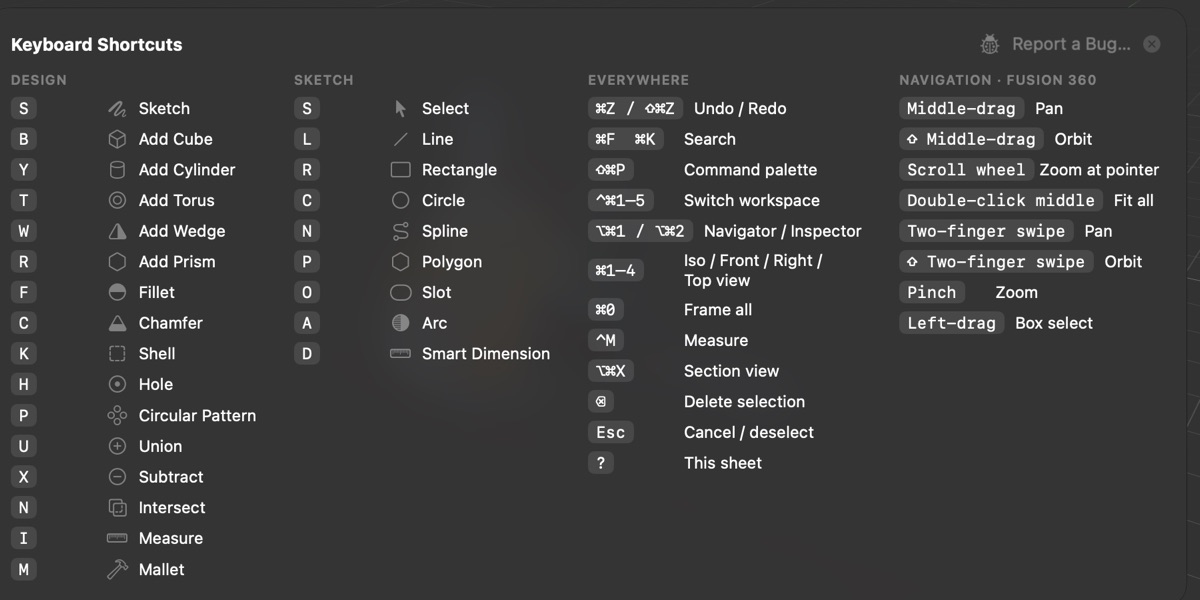 Keyboard Shortcuts
Report a Bug...
DESIGN
S Sketch
B Add Cube
Y Add Cylinder
T Add Torus
W Add Wedge
R Add Prism
F Fillet
C Chamfer
K Shell
H Hole
P Circular Pattern
U Union
X Subtract
N Intersect
I Measure
M Mallet
SKETCH
S Select
L Line
R Rectangle
C Circle
N Spline
P Polygon
O Slot
A Arc
D Smart Dimension
EVERYWHERE
⌘Z / ⇧⌘Z Undo / Redo
⌘F ⌘K Search
⇧⌘P Command palette
^⌘1–5 Switch workspace
⌥⌘1 / ⌥⌘2 Navigator / Inspector
⌘1–4 Iso / Front / Right /
Top view
⌘0 Frame all
^M Measure
⌥⌘X Section view
⌫ Delete selection
Esc Cancel / deselect
? This sheet
NAVIGATION · FUSION 360
Middle-drag Pan
⇧ Middle-drag Orbit
Scroll wheel Zoom at pointer
Double-click middle Fit all
Two-finger swipe Pan
⇧ Two-finger swipe Orbit
Pinch Zoom
Left-drag Box select